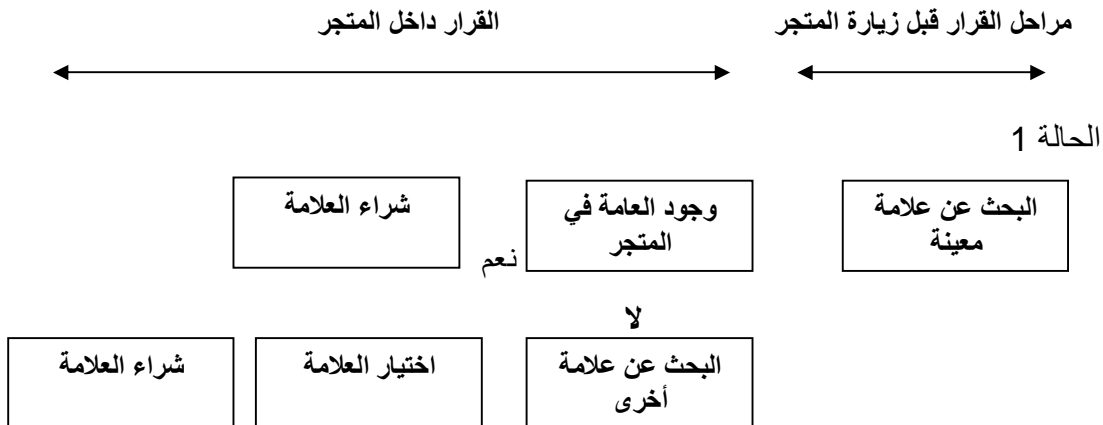 مراحل القرار قبل زيارة المتجر
القرار داخل المتجر
الحالة 1
البحث عن علامة
معينة
وجود العامة في
المتجر
نعم
شراء العلامة
لا
البحث عن علامة
أخرى
اختيار العلامة
شراء العلامة